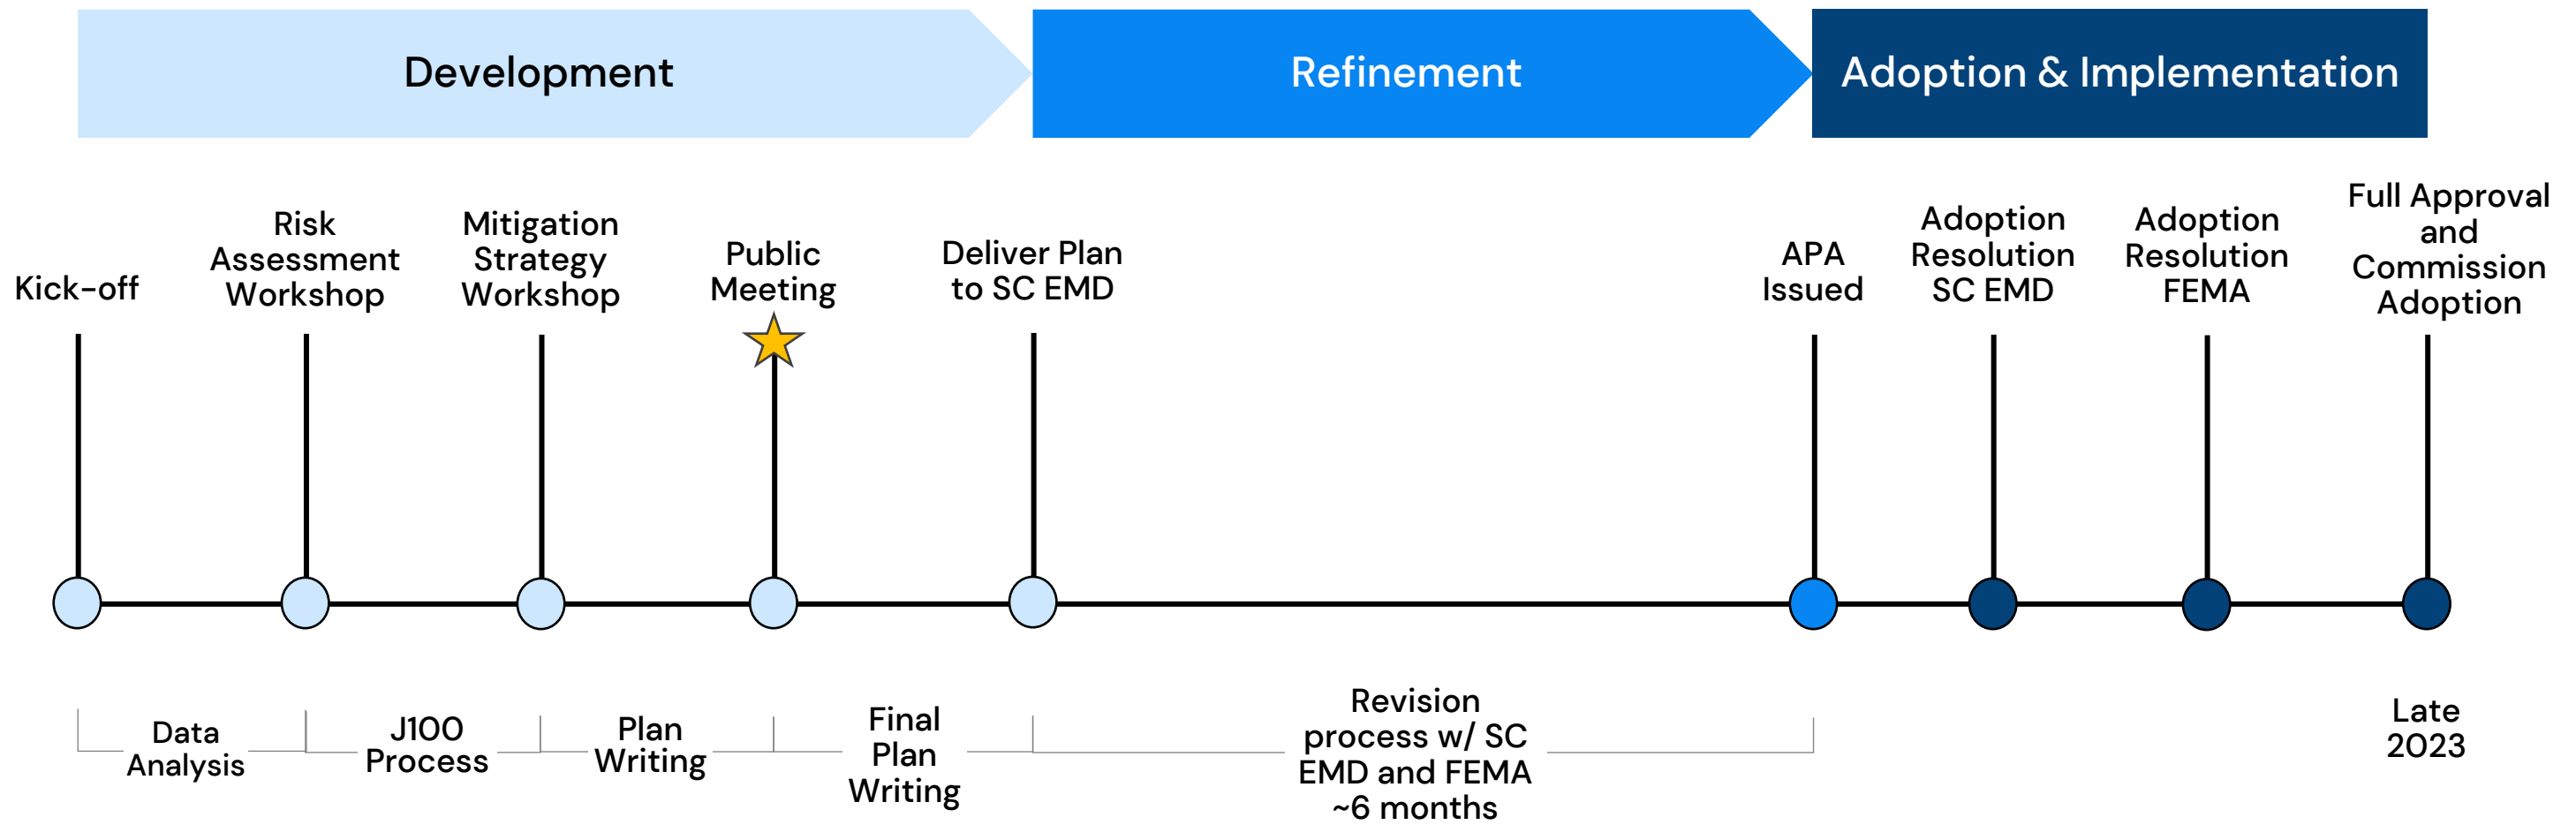 Development
Refinement
Adoption & Implementation
Kick-off
Risk
Assessment
Workshop
Mitigation
Strategy
Workshop
Public
Meeting
Deliver Plan
to SC EMD
APA
Issued
Adoption
Resolution
SC EMD
Adoption
Resolution
FEMA
Full Approval
and
Commission
Adoption
Data
Analysis
J100
Process
Plan
Writing
Final
Plan
Writing
Revision
process w/ SC
EMD and FEMA
~6 months
Late
2023